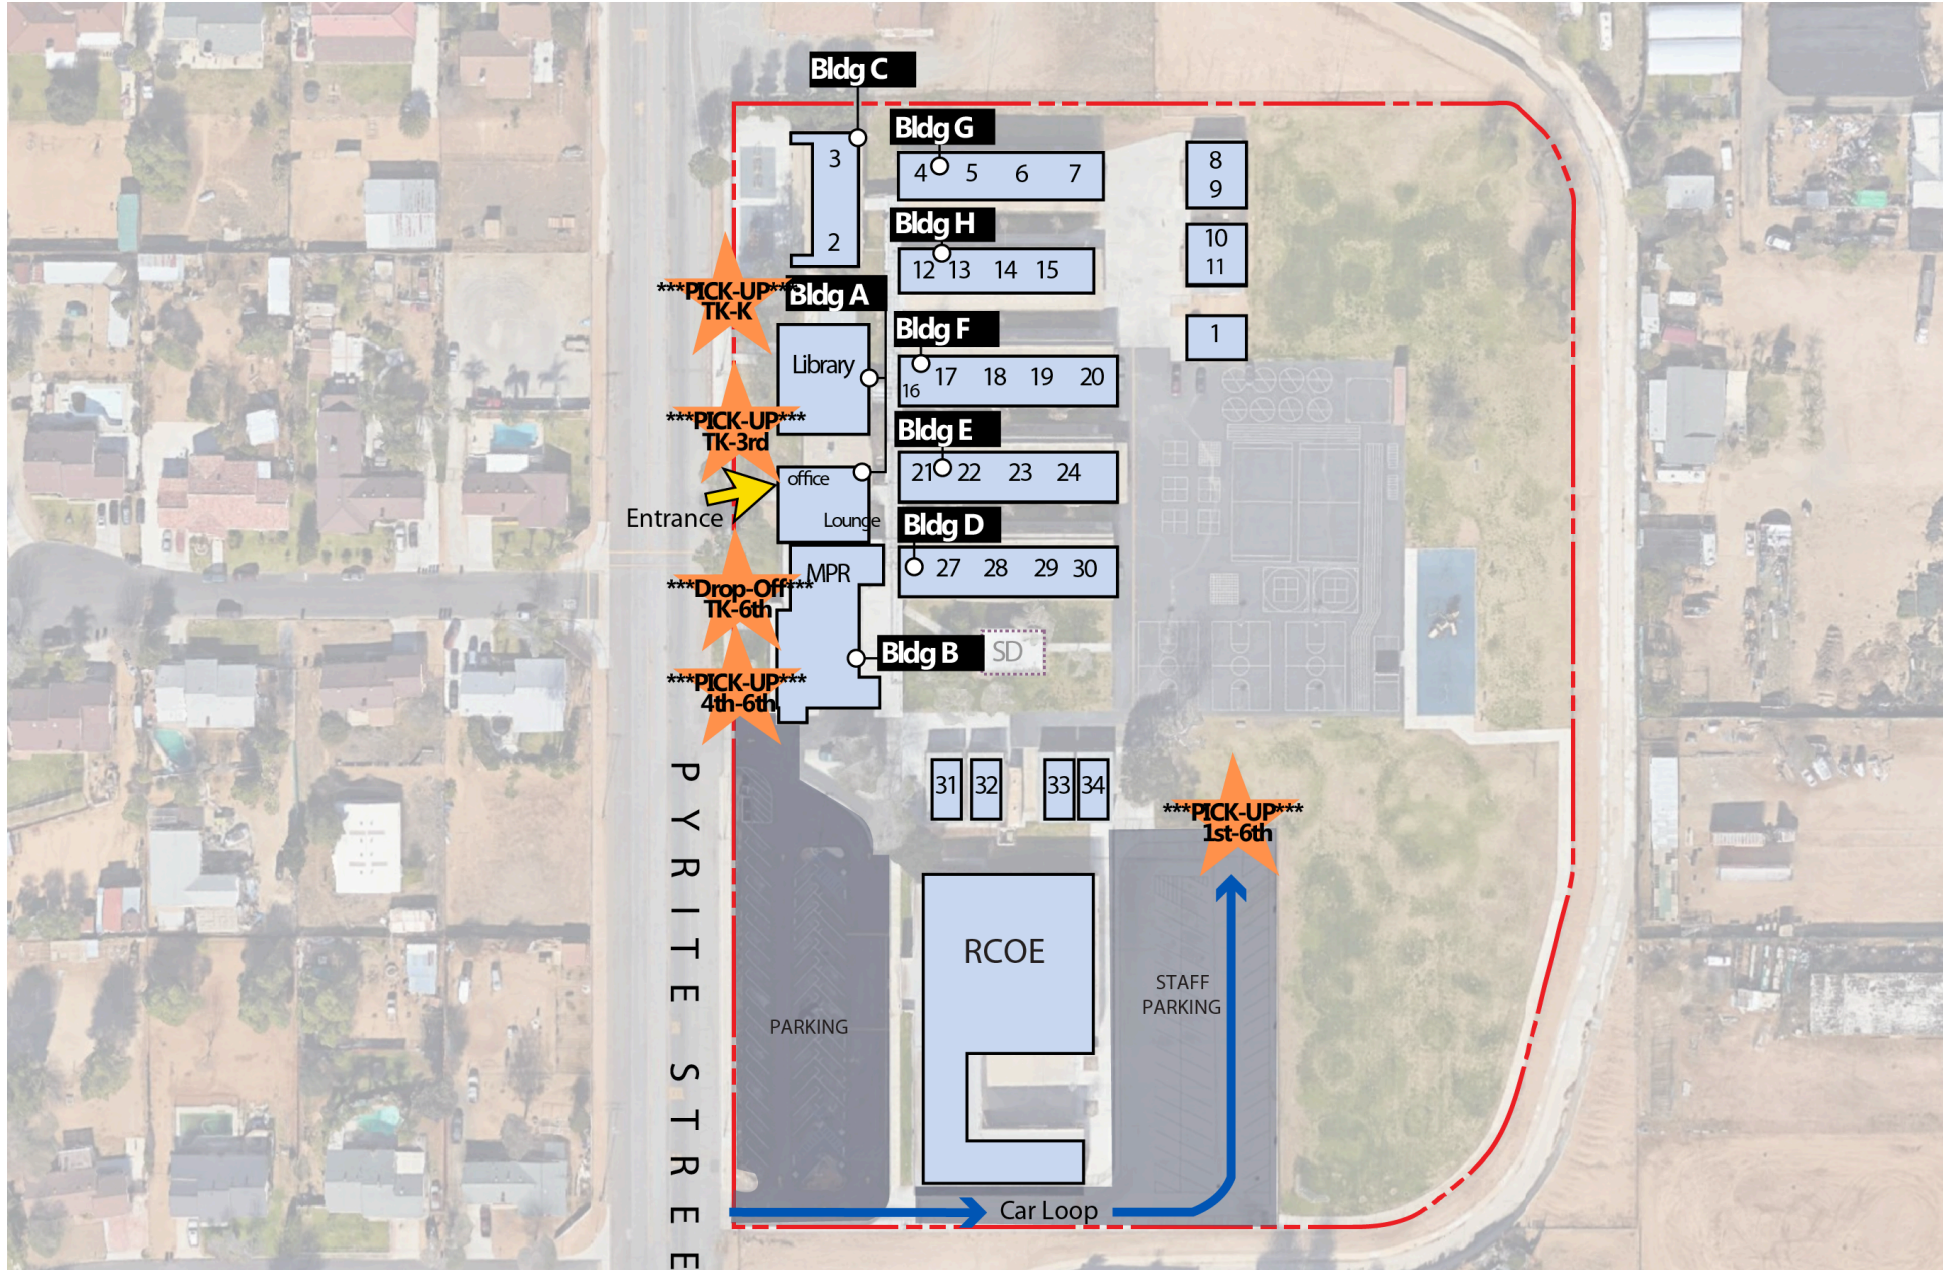 Bldg C
3
2
Bldg G
4 5 6 7
8
9
Bldg H
12 13 14 15
10
11
***PICK-UP***
TK-K
Bldg A
Library
Bldg F
16 17 18 19 20
1
***PICK-UP***
TK-3rd
Bldg E
21 22 23 24
office
Lounge
Entrance
Bldg D
27 28 29 30
MPR
***Drop-Off***
TK-6th
Bldg B
SD
***PICK-UP***
4th-6th
PYRITE STREE
31 32 33 34
***PICK-UP***
1st-6th
RCOE
STAFF
PARKING
PARKING
Car Loop